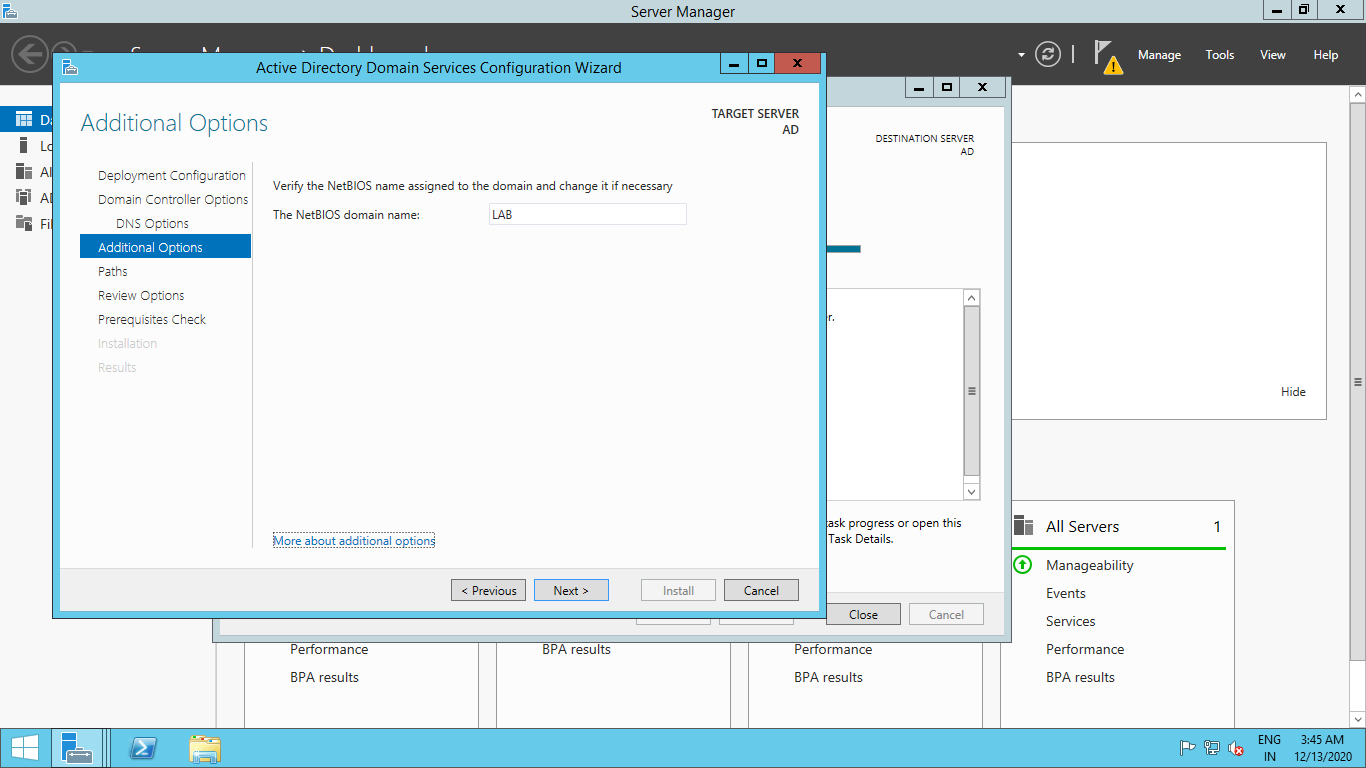 Server Manager
Manage
Tools
View
Help
Active Directory Domain Services Configuration Wizard
Additional Options
TARGET SERVER
AD
Deployment Configuration
Domain Controller Options
DNS Options
Additional Options
Paths
Review Options
Prerequisites Check
Installation
Results
Verify the NetBIOS name assigned to the domain and change it if necessary
The NetBIOS domain name:
LAB
More about additional options
< Previous
Next >
Install
Cancel
DESTINATION SERVER
AD
task progress or open this
Task Details.
Close
Cancel
Hide
All Servers
1
Manageability
Events
Services
Performance
BPA results
Performance
BPA results
BPA results
Performance
BPA results
ENG
IN
3:45 AM
12/13/2020